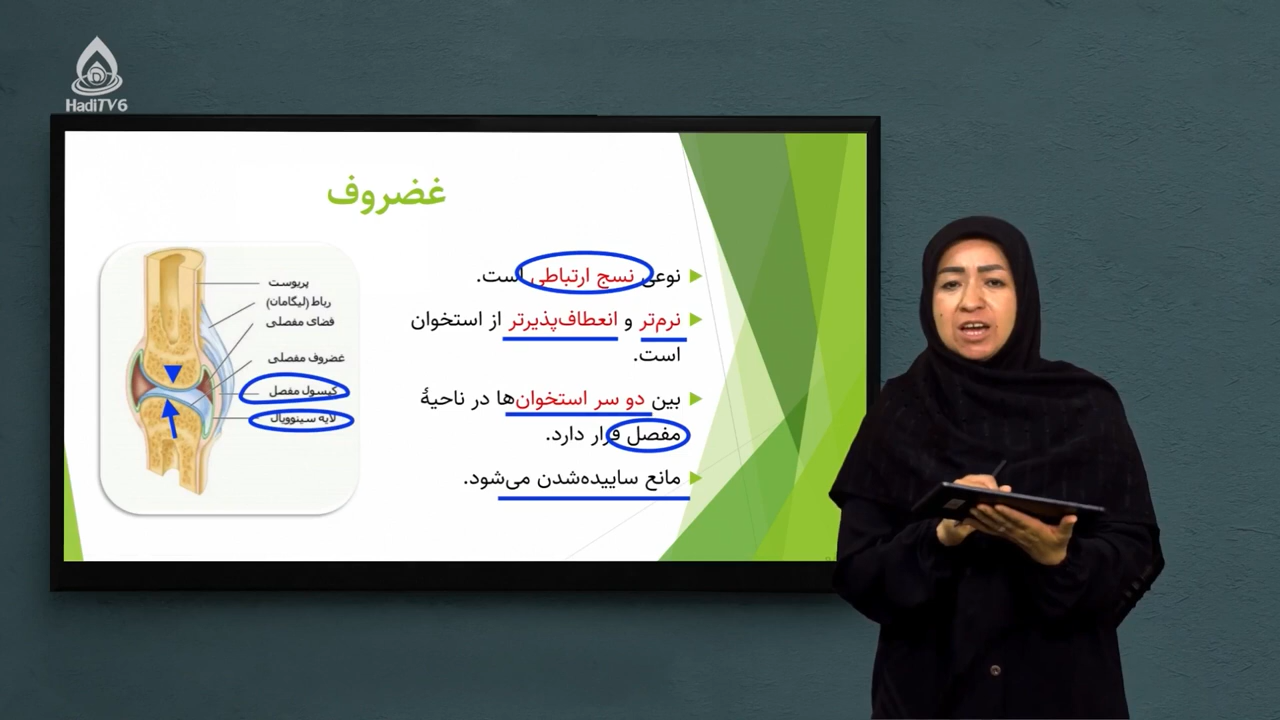 HadiTV6
غضروف
نوعی نسج ارتباطی است.
نرم‌تر و انعطاف‌پذیرتر از استخوان
است.
بین دو سر استخوان‌ها در ناحیهٔ
مفصل قرار دارد.
مانع ساییده‌شدن می‌شود.
پریوست
رباط (لیگامان)
فضای مفصلی
غضروف مفصلی
کپسول مفصل
لایه سینوویال